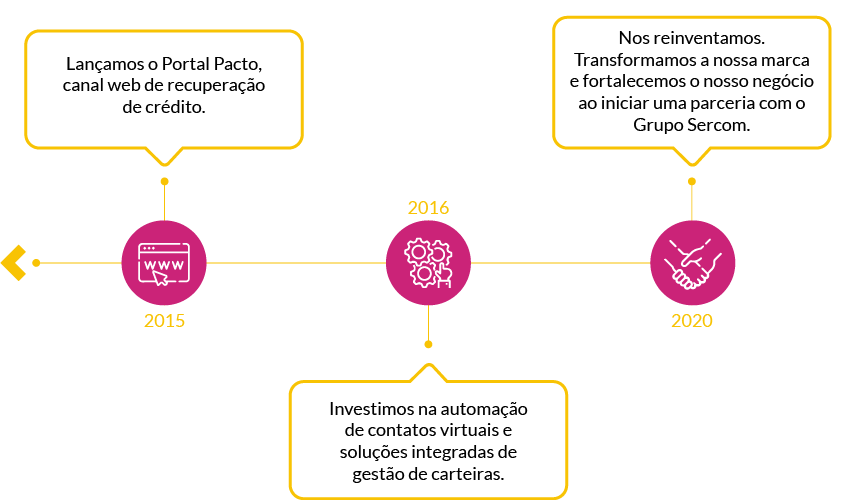 Lançamos o Portal Pacto,
canal web de recuperação
de crédito.
www
2015
2016
Investimos na automação
de contatos virtuais e
soluções integradas de
gestão de carteiras.
Nos reinventamos.
Transformamos a nossa marca
e fortalecemos o nosso negócio
ao iniciar uma parceria com o
Grupo Sercom.
2020